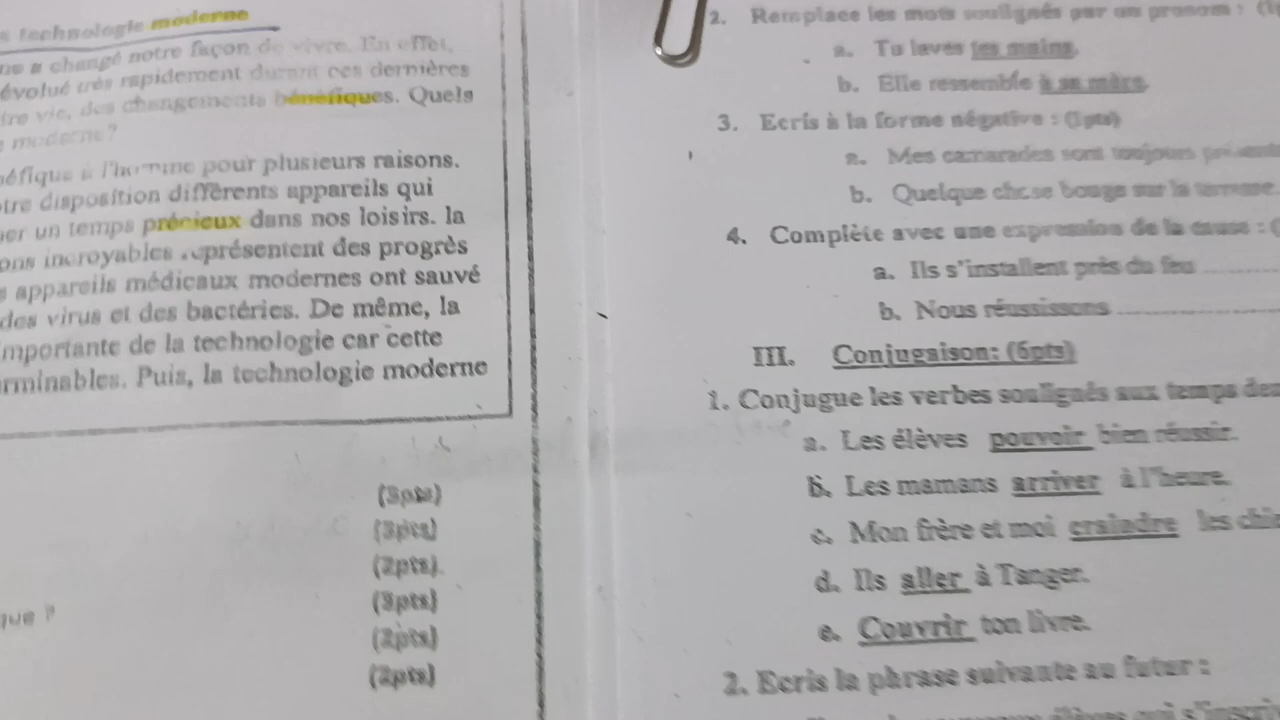 technologie moderne
a changé notre façon de vivre. En effet,
évolué très rapidement durant ces dernières
vie, des changements bénéfiques. Quels
moderne ?
à l'homme pour plusieurs raisons.
disposition différents appareils qui
un temps précieux dans nos loisirs. la
incroyables représentent des progrès
appareils médicaux modernes ont sauvé
des virus et des bactéries. De même, la
importante de la technologie car cette
Puis, la technologie moderne
(3pts)
(3pts)
(2pts)
(3pts)
(2pts)
(2pts)
2. Remplace les mots soulignés par un pronom :
a. Tu laves tes mains.
b. Elle ressemble à sa mère.
3. Ecris à la forme négative : (1pts)
a. Mes camarades sont toujours
b. Quelque chose bouge sur la terrasse.
4. Complète avec une expression de la cause :
a. Ils s'installent près du feu
b. Nous réussissons
III. Conjugaison: (6pts)
1. Conjugue les verbes soulignés aux temps
a. Les élèves pouvoir bien réussir.
b. Les mamans arriver à l'heure.
c. Mon frère et moi craindre les
d. Ils aller à Tanger.
e. Couvrir ton livre.
2. Ecris la phrase suivante au futur :